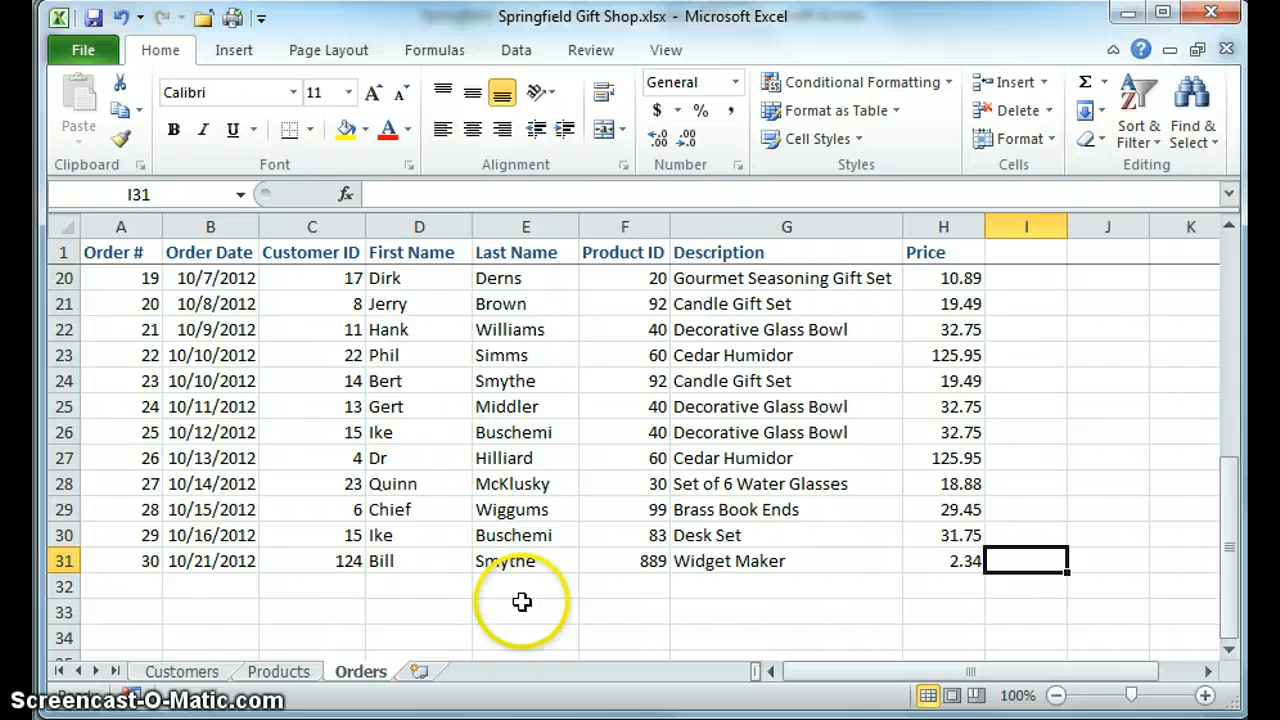 Springfield Gift Shop.xlsx - Microsoft Excel
File Home Insert Page Layout Formulas Data Review View
Paste
Calibri 11
B I U
General
$ % ,
Conditional Formatting
Format as Table
Cell Styles
Insert
Delete
Format
Σ
Sort & Filter
Find & Select
Clipboard Font Alignment Number Styles Cells Editing
I31 fx
A B C D E F G H I J K
1 Order # Order Date Customer ID First Name Last Name Product ID Description Price
20 19 10/7/2012 17 Dirk Derns 20 Gourmet Seasoning Gift Set 10.89
21 20 10/8/2012 8 Jerry Brown 92 Candle Gift Set 19.49
22 21 10/9/2012 11 Hank Williams 40 Decorative Glass Bowl 32.75
23 22 10/10/2012 22 Phil Simms 60 Cedar Humidor 125.95
24 23 10/10/2012 14 Bert Smythe 92 Candle Gift Set 19.49
25 24 10/11/2012 13 Gert Middler 40 Decorative Glass Bowl 32.75
26 25 10/12/2012 15 Ike Buschemi 40 Decorative Glass Bowl 32.75
27 26 10/13/2012 4 Dr Hilliard 60 Cedar Humidor 125.95
28 27 10/14/2012 23 Quinn McKlusky 30 Set of 6 Water Glasses 18.88
29 28 10/15/2012 6 Chief Wiggums 99 Brass Book Ends 29.45
30 29 10/16/2012 15 Ike Buschemi 83 Desk Set 31.75
31 30 10/21/2012 124 Bill Smythe 889 Widget Maker 2.34
32
33
34
Customers Products Orders
100%
Screencast-O-Matic.com